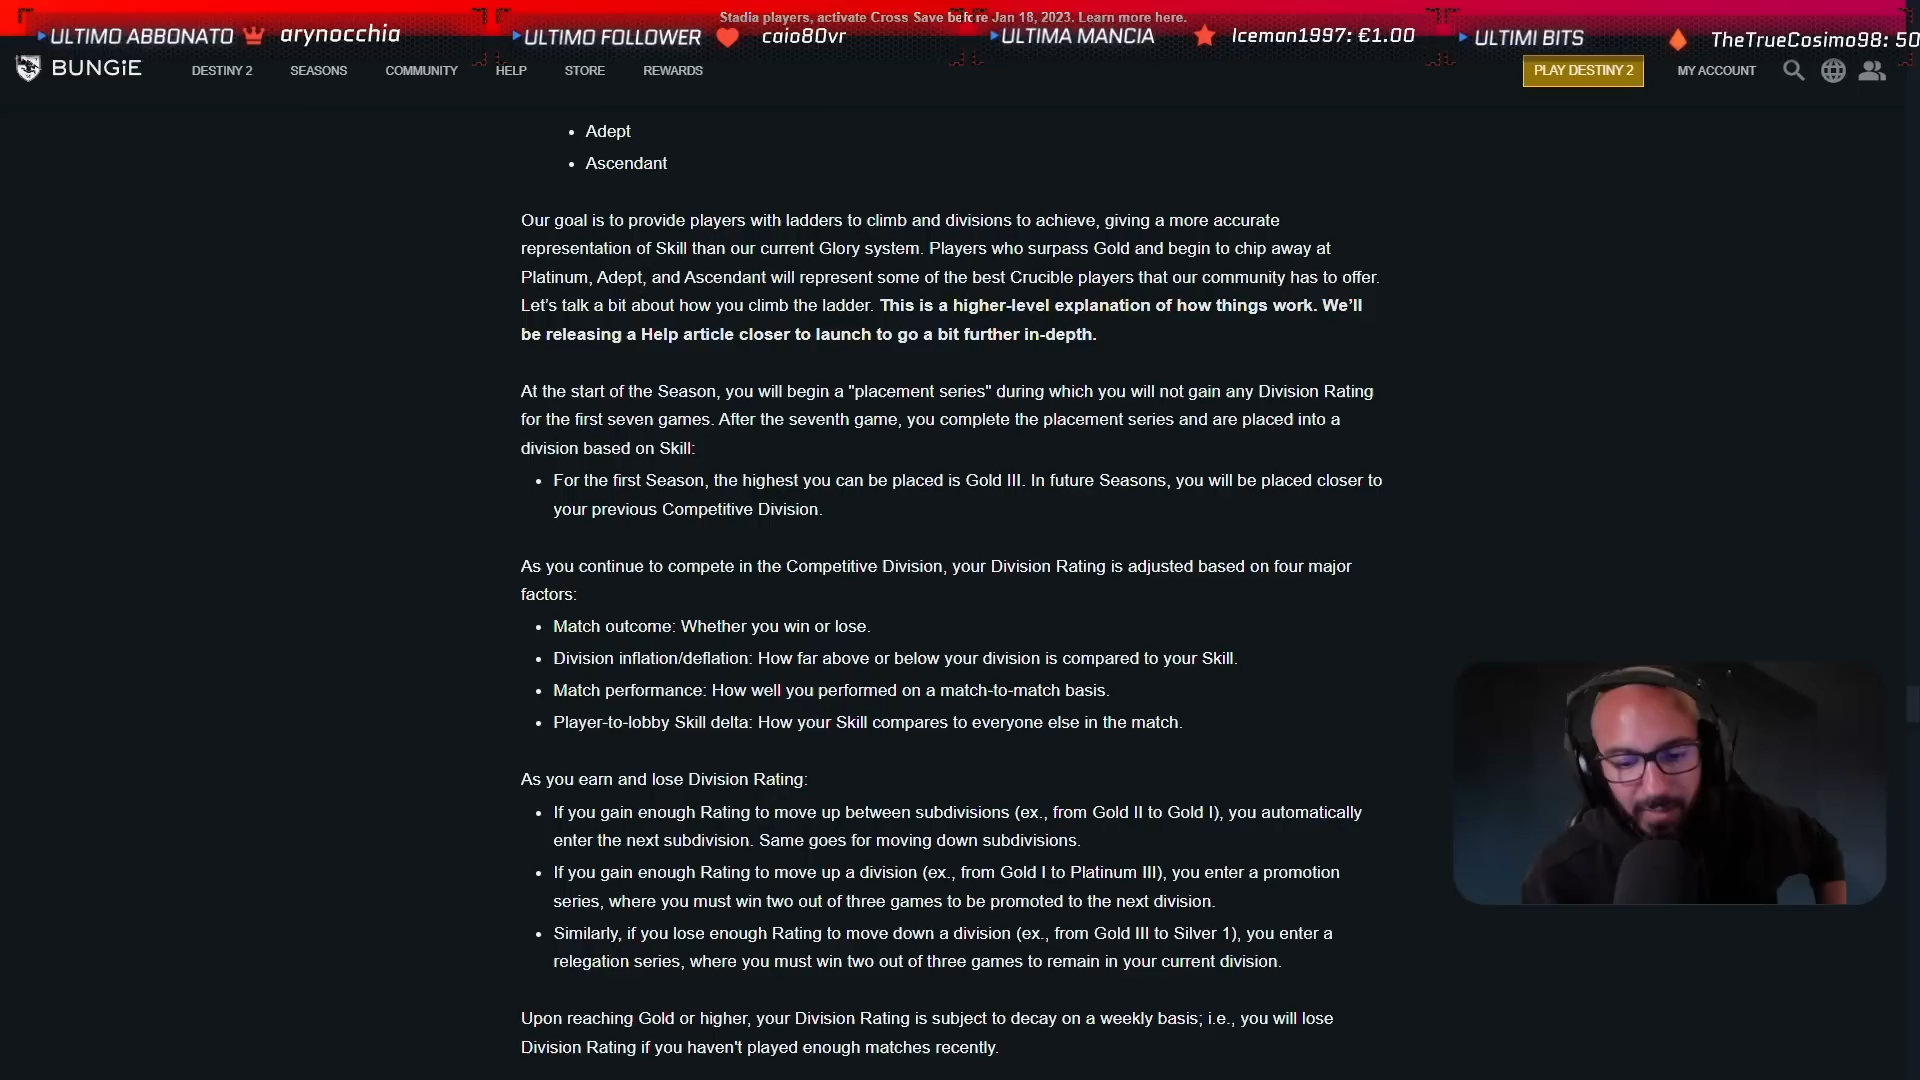 Stadia players, activate Cross Save before Jan 18, 2023. Learn more here.
ULTIMO ABBONATO arynocchia ULTIMO FOLLOWER caio80vr ULTIMA MANCIA Iceman1997: €1.00 ULTIMI BITS TheTrueCosimo98: 50
BUNGiE DESTINY 2 SEASONS COMMUNITY HELP STORE REWARDS PLAY DESTINY 2 MY ACCOUNT
• Adept
• Ascendant
Our goal is to provide players with ladders to climb and divisions to achieve, giving a more accurate
representation of Skill than our current Glory system. Players who surpass Gold and begin to chip away at
Platinum, Adept, and Ascendant will represent some of the best Crucible players that our community has to offer.
Let’s talk a bit about how you climb the ladder. This is a higher-level explanation of how things work. We’ll
be releasing a Help article closer to launch to go a bit further in-depth.
At the start of the Season, you will begin a "placement series" during which you will not gain any Division Rating
for the first seven games. After the seventh game, you complete the placement series and are placed into a
division based on Skill:
• For the first Season, the highest you can be placed is Gold III. In future Seasons, you will be placed closer to
your previous Competitive Division.
As you continue to compete in the Competitive Division, your Division Rating is adjusted based on four major
factors:
• Match outcome: Whether you win or lose.
• Division inflation/deflation: How far above or below your division is compared to your Skill.
• Match performance: How well you performed on a match-to-match basis.
• Player-to-lobby Skill delta: How your Skill compares to everyone else in the match.
As you earn and lose Division Rating:
• If you gain enough Rating to move up between subdivisions (ex., from Gold II to Gold I), you automatically
enter the next subdivision. Same goes for moving down subdivisions.
• If you gain enough Rating to move up a division (ex., from Gold I to Platinum III), you enter a promotion
series, where you must win two out of three games to be promoted to the next division.
• Similarly, if you lose enough Rating to move down a division (ex., from Gold III to Silver 1), you enter a
relegation series, where you must win two out of three games to remain in your current division.
Upon reaching Gold or higher, your Division Rating is subject to decay on a weekly basis; i.e., you will lose
Division Rating if you haven't played enough matches recently.